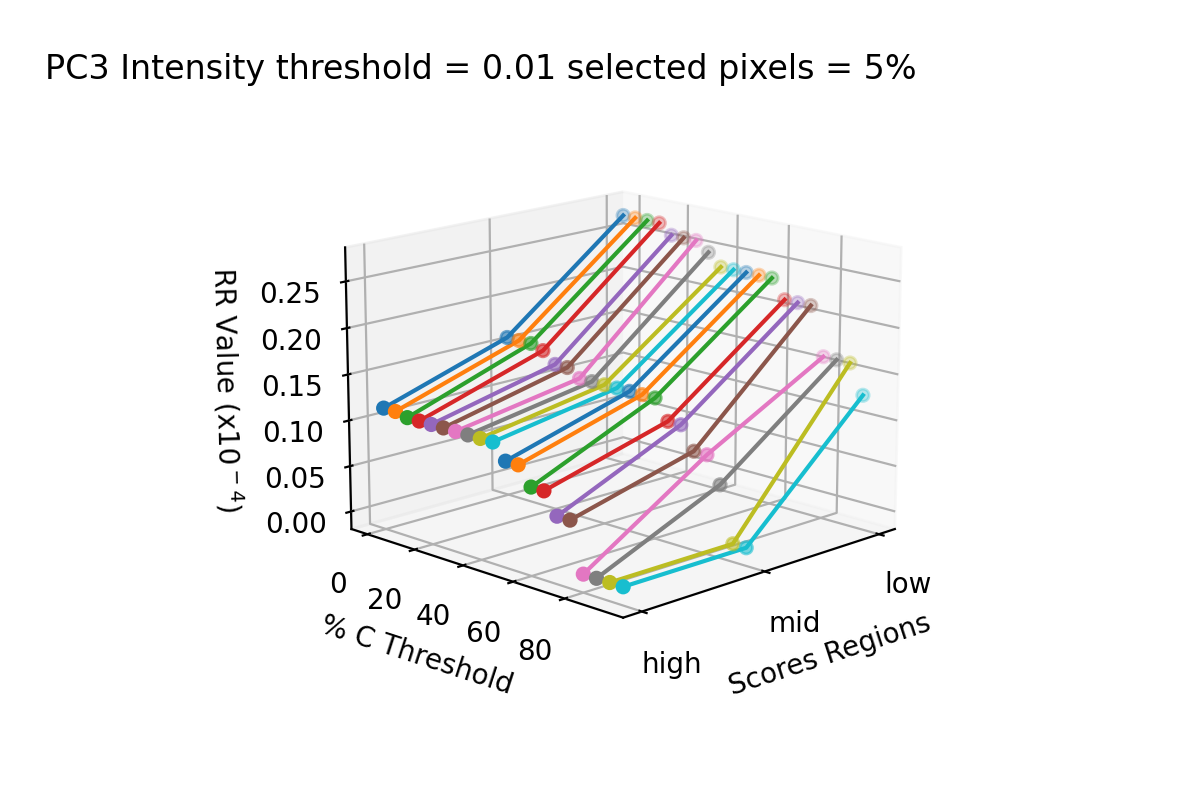 PC3 Intensity threshold = 0.01 selected pixels = 5%
RR Value (x10⁻⁴)
0.25
0.20
0.15
0.10
0.05
0.00
0
20
40
60
80
% C Threshold
high
mid
low
Scores Regions